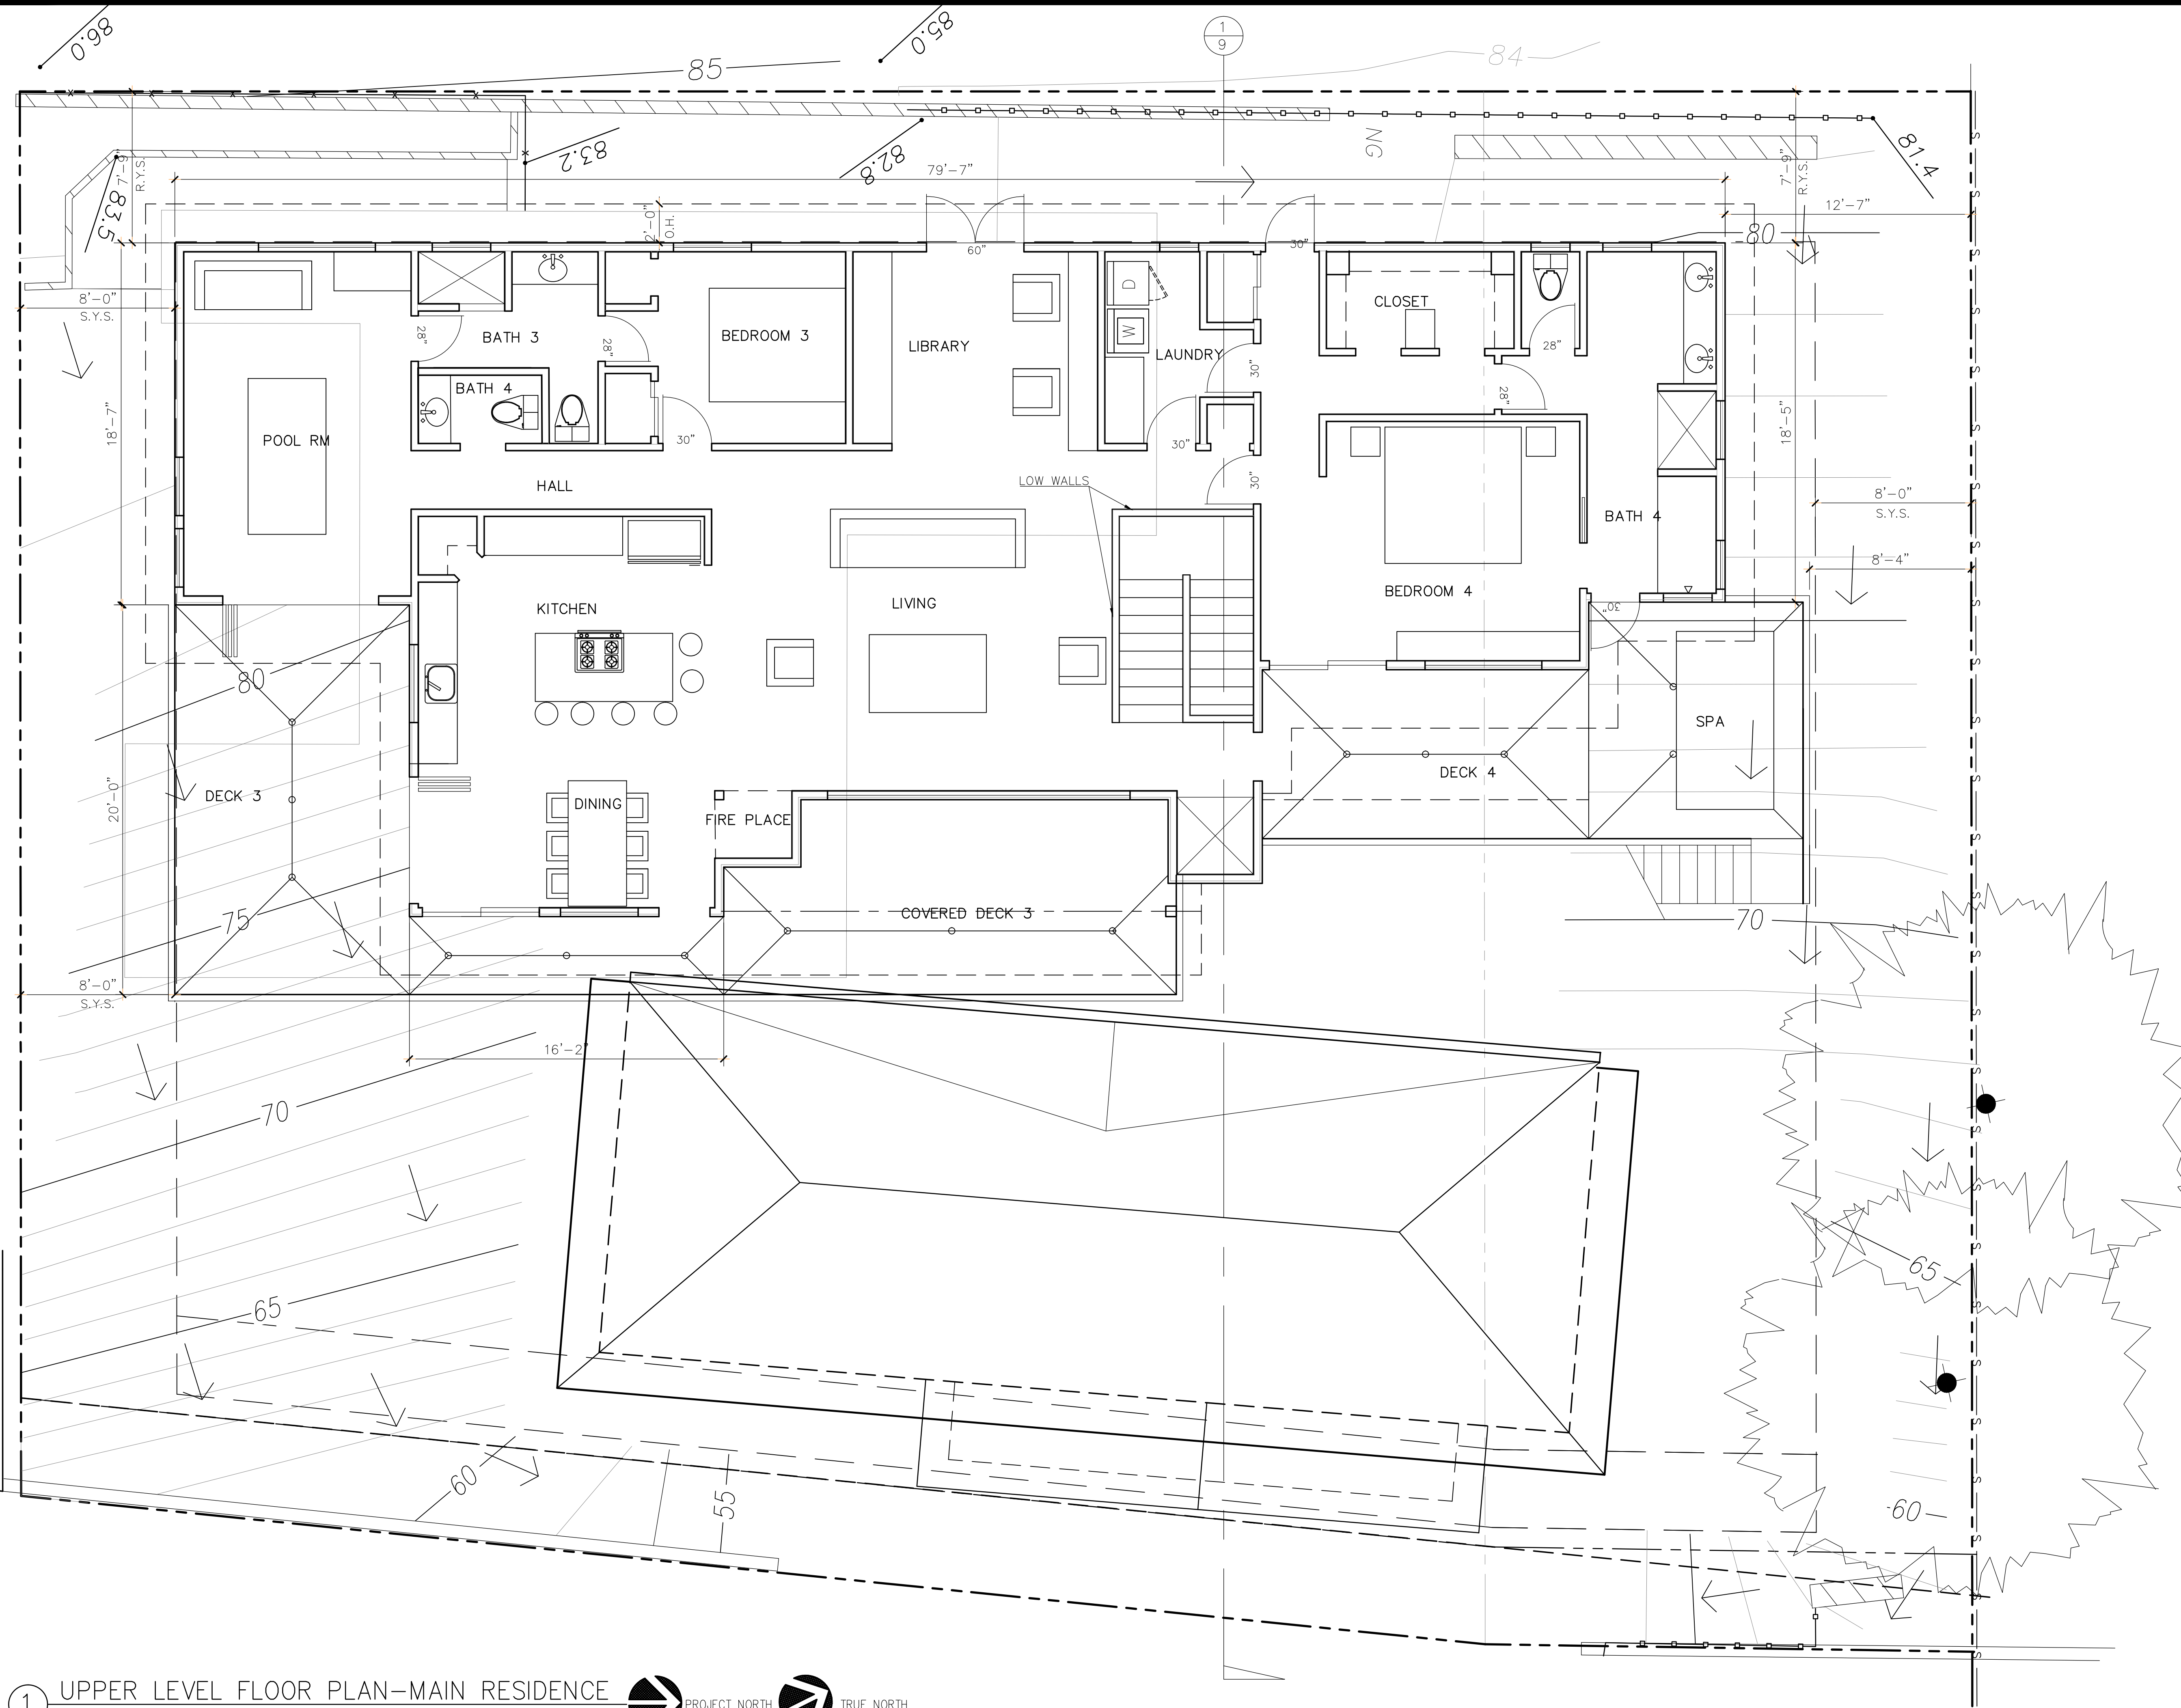 86.0
85.0
1
9
85
84
83.2
82.8
NG
81.4
7'-9"
R.Y.S.
83.5
79'-7"
7'-9"
R.Y.S.
12'-7"
2'-0"
O.H.
60"
30"
80
8'-0"
S.Y.S.
28"
BATH 3
28"
BEDROOM 3
LIBRARY
D
W
LAUNDRY
30"
CLOSET
28"
28"
BATH 4
18'-7"
POOL RM
30"
30"
18'-5"
HALL
LOW WALLS
30"
8'-0"
S.Y.S.
BATH 4
8'-4"
KITCHEN
LIVING
BEDROOM 4
30"
80
SPA
DECK 4
20'-0"
DECK 3
DINING
FIRE PLACE
75
COVERED DECK 3
70
8'-0"
S.Y.S.
16'-2"
70
65
65
60
55
60
S S S S S S S S S S S S S S S S S S S S S S S S S S S
1
UPPER LEVEL FLOOR PLAN-MAIN RESIDENCE
PROJECT NORTH
TRUE NORTH